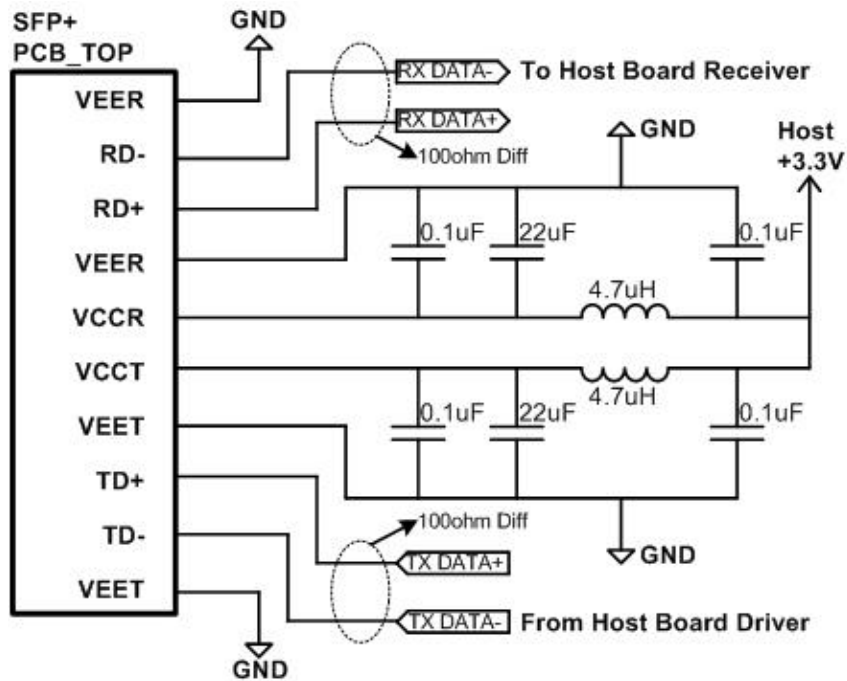 SFP+
PCB_TOP
GND
VEER
RX DATA-
To Host Board Receiver
RD-
RX DATA+
100ohm Diff
GND
Host
+3.3V
RD+
VEER
0.1uF
22uF
0.1uF
4.7uH
VCCR
VCCT
4.7uH
0.1uF
22uF
0.1uF
VEET
TD+
100ohm Diff
TD-
TX DATA+
GND
VEET
TX DATA-
From Host Board Driver
GND